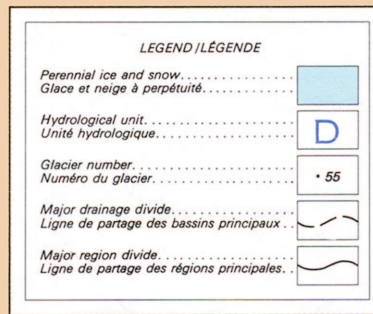 LEGEND/LÉGENDE
Perennial ice and snow....................
Glace et neige à perpétuité................
Hydrological unit.........................
Unité hydrologique........................ D
Glacier number............................
Numéro du glacier......................... • 55
Major drainage divide.....................
Ligne de partage des bassins principaux . .
Major region divide.......................
Ligne de partage des régions principales. .